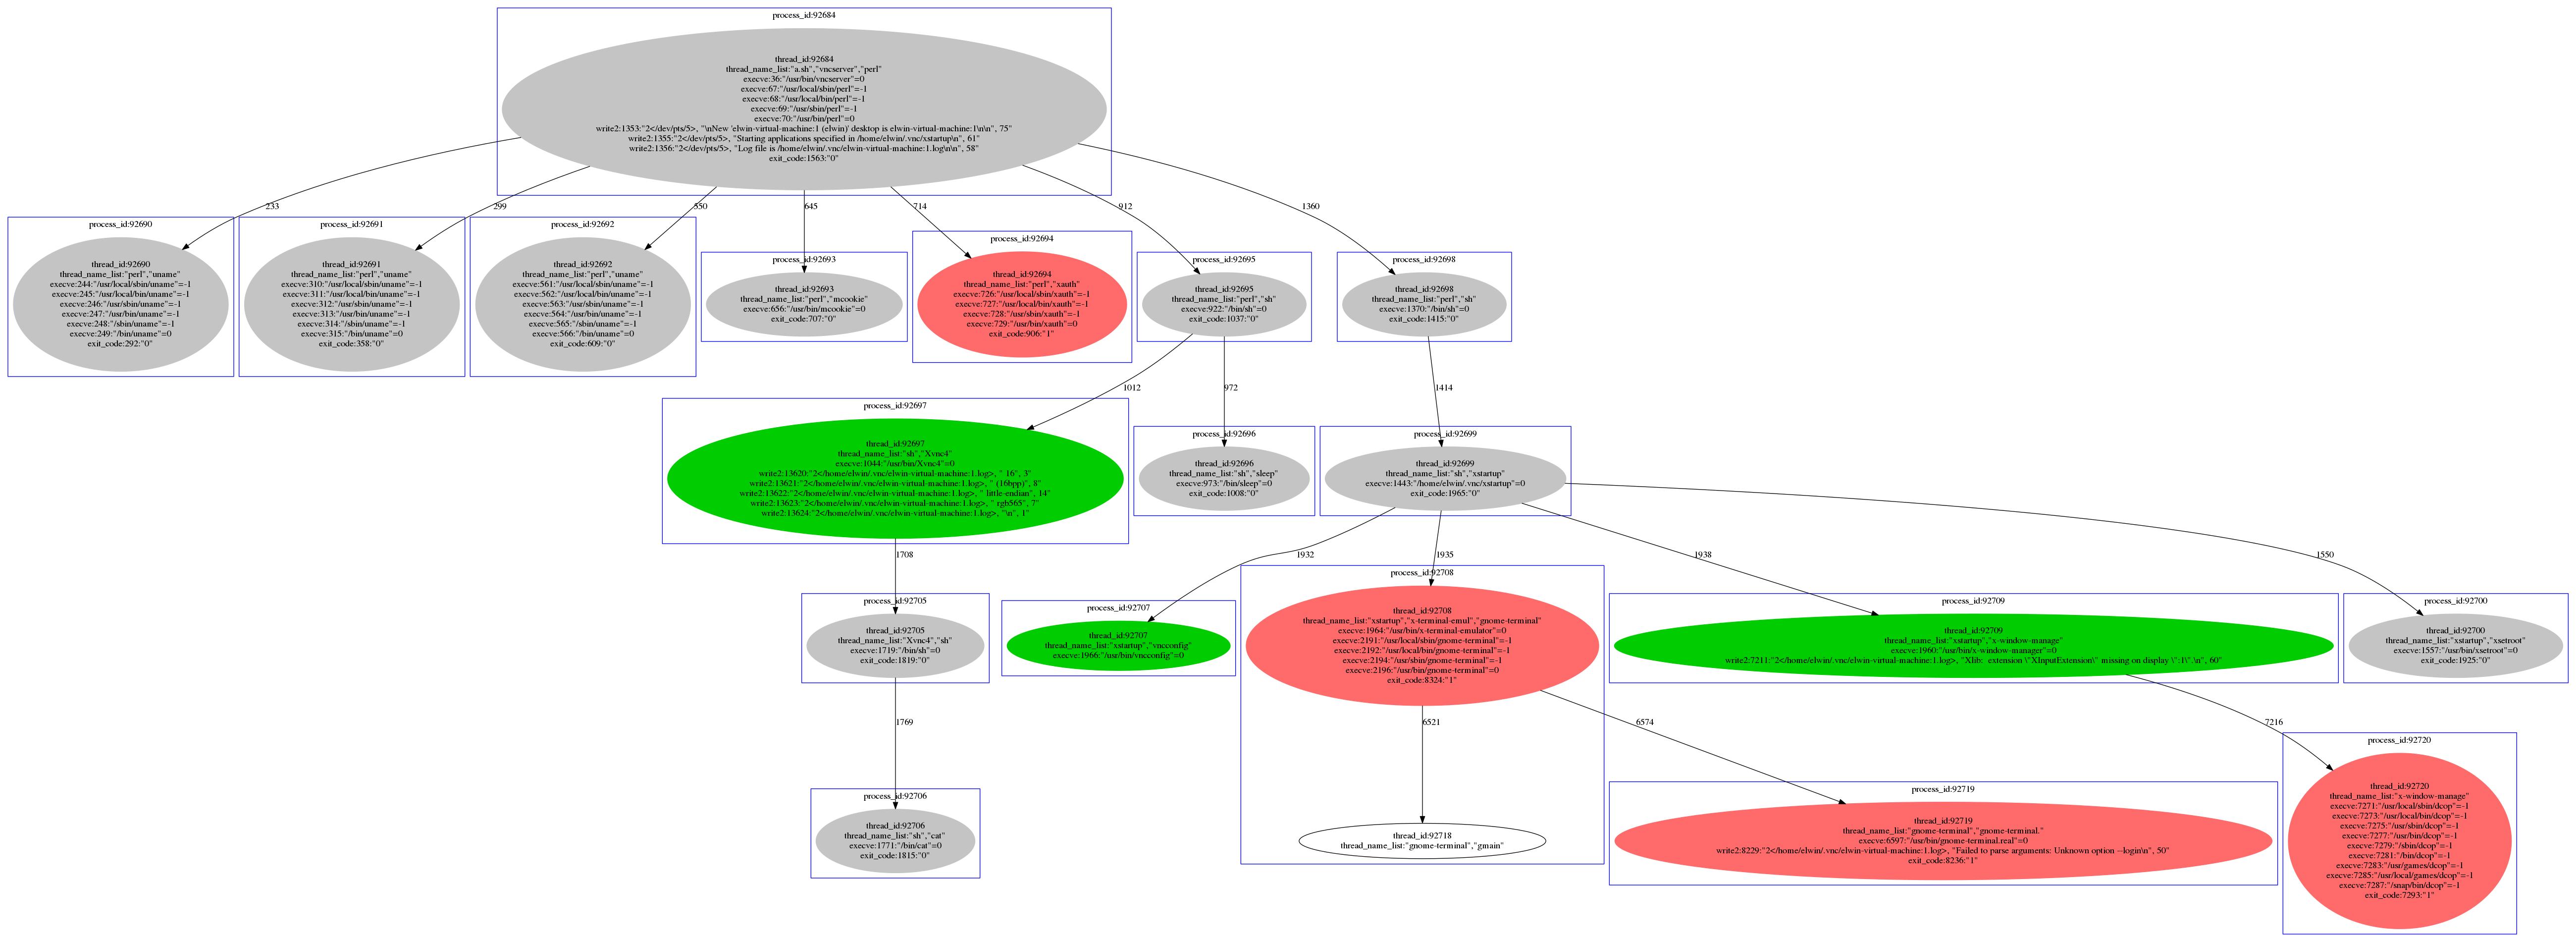 process_id:92684
thread_id:92684
thread_name_list:"a.sh","vncserver","perl"
execve:36:"/usr/bin/vncserver"=0
execve:67:"/usr/local/sbin/perl"=-1
execve:68:"/usr/local/bin/perl"=-1
execve:69:"/usr/sbin/perl"=-1
execve:70:"/usr/bin/perl"=0
write2:1353:"2</dev/pts/5>, "\nNew 'elwin-virtual-machine:1 (elwin)' desktop is elwin-virtual-machine:1\n\n", 75"
write2:1355:"2</dev/pts/5>, "Starting applications specified in /home/elwin/.vnc/xstartup\n", 61"
write2:1356:"2</dev/pts/5>, "Log file is /home/elwin/.vnc/elwin-virtual-machine:1.log\n\n", 58"
exit_code:1563:"0"
233
299
550
645
714
912
1360
process_id:92690
thread_id:92690
thread_name_list:"perl","uname"
execve:244:"/usr/local/sbin/uname"=-1
execve:245:"/usr/local/bin/uname"=-1
execve:246:"/usr/sbin/uname"=-1
execve:247:"/usr/bin/uname"=-1
execve:248:"/sbin/uname"=-1
execve:249:"/bin/uname"=0
exit_code:292:"0"
process_id:92691
thread_id:92691
thread_name_list:"perl","uname"
execve:310:"/usr/local/sbin/uname"=-1
execve:311:"/usr/local/bin/uname"=-1
execve:312:"/usr/sbin/uname"=-1
execve:313:"/usr/bin/uname"=-1
execve:314:"/sbin/uname"=-1
execve:315:"/bin/uname"=0
exit_code:358:"0"
process_id:92692
thread_id:92692
thread_name_list:"perl","uname"
execve:561:"/usr/local/sbin/uname"=-1
execve:562:"/usr/local/bin/uname"=-1
execve:563:"/usr/sbin/uname"=-1
execve:564:"/usr/bin/uname"=-1
execve:565:"/sbin/uname"=-1
execve:566:"/bin/uname"=0
exit_code:609:"0"
process_id:92693
thread_id:92693
thread_name_list:"perl","mcookie"
execve:656:"/usr/bin/mcookie"=0
exit_code:707:"0"
process_id:92694
thread_id:92694
thread_name_list:"perl","xauth"
execve:726:"/usr/local/sbin/xauth"=-1
execve:727:"/usr/local/bin/xauth"=-1
execve:728:"/usr/sbin/xauth"=-1
execve:729:"/usr/bin/xauth"=0
exit_code:906:"1"
process_id:92695
thread_id:92695
thread_name_list:"perl","sh"
execve:922:"/bin/sh"=0
exit_code:1037:"0"
process_id:92698
thread_id:92698
thread_name_list:"perl","sh"
execve:1370:"/bin/sh"=0
exit_code:1415:"0"
1012
972
1414
process_id:92697
thread_id:92697
thread_name_list:"sh","Xvnc4"
execve:1044:"/usr/bin/Xvnc4"=0
write2:13620:"2</home/elwin/.vnc/elwin-virtual-machine:1.log>, " 16", 3"
write2:13621:"2</home/elwin/.vnc/elwin-virtual-machine:1.log>, " (16bpp)", 8"
write2:13622:"2</home/elwin/.vnc/elwin-virtual-machine:1.log>, " little-endian", 14"
write2:13623:"2</home/elwin/.vnc/elwin-virtual-machine:1.log>, " rgb565", 7"
write2:13624:"2</home/elwin/.vnc/elwin-virtual-machine:1.log>, "\n", 1"
process_id:92696
thread_id:92696
thread_name_list:"sh","sleep"
execve:973:"/bin/sleep"=0
exit_code:1008:"0"
process_id:92699
thread_id:92699
thread_name_list:"sh","xstartup"
execve:1443:"/home/elwin/.vnc/xstartup"=0
exit_code:1965:"0"
1708
1932
1935
1938
1550
process_id:92705
thread_id:92705
thread_name_list:"Xvnc4","sh"
execve:1719:"/bin/sh"=0
exit_code:1819:"0"
process_id:92707
thread_id:92707
thread_name_list:"xstartup","vncconfig"
execve:1966:"/usr/bin/vncconfig"=0
process_id:92708
thread_id:92708
thread_name_list:"xstartup","x-terminal-emul","gnome-terminal"
execve:1964:"/usr/bin/x-terminal-emulator"=0
execve:2191:"/usr/local/sbin/gnome-terminal"=-1
execve:2192:"/usr/local/bin/gnome-terminal"=-1
execve:2194:"/usr/sbin/gnome-terminal"=-1
execve:2196:"/usr/bin/gnome-terminal"=0
exit_code:8324:"1"
process_id:92709
thread_id:92709
thread_name_list:"xstartup","x-window-manage"
execve:1960:"/usr/bin/x-window-manager"=0
write2:7211:"2</home/elwin/.vnc/elwin-virtual-machine:1.log>, "Xlib:  extension \"XInputExtension\" missing on display \":1\".\n", 60"
process_id:92700
thread_id:92700
thread_name_list:"xstartup","xsetroot"
execve:1557:"/usr/bin/xsetroot"=0
exit_code:1925:"0"
1769
6521
6574
7216
process_id:92706
thread_id:92706
thread_name_list:"sh","cat"
execve:1771:"/bin/cat"=0
exit_code:1815:"0"
thread_id:92718
thread_name_list:"gnome-terminal","gmain"
process_id:92719
thread_id:92719
thread_name_list:"gnome-terminal","gnome-terminal."
execve:6597:"/usr/bin/gnome-terminal.real"=0
write2:8229:"2</home/elwin/.vnc/elwin-virtual-machine:1.log>, "Failed to parse arguments: Unknown option --login\n", 50"
exit_code:8236:"1"
process_id:92720
thread_id:92720
thread_name_list:"x-window-manage"
execve:7271:"/usr/local/sbin/dcop"=-1
execve:7273:"/usr/local/bin/dcop"=-1
execve:7275:"/usr/sbin/dcop"=-1
execve:7277:"/usr/bin/dcop"=-1
execve:7279:"/sbin/dcop"=-1
execve:7281:"/bin/dcop"=-1
execve:7283:"/usr/games/dcop"=-1
execve:7285:"/usr/local/games/dcop"=-1
execve:7287:"/snap/bin/dcop"=-1
exit_code:7293:"1"